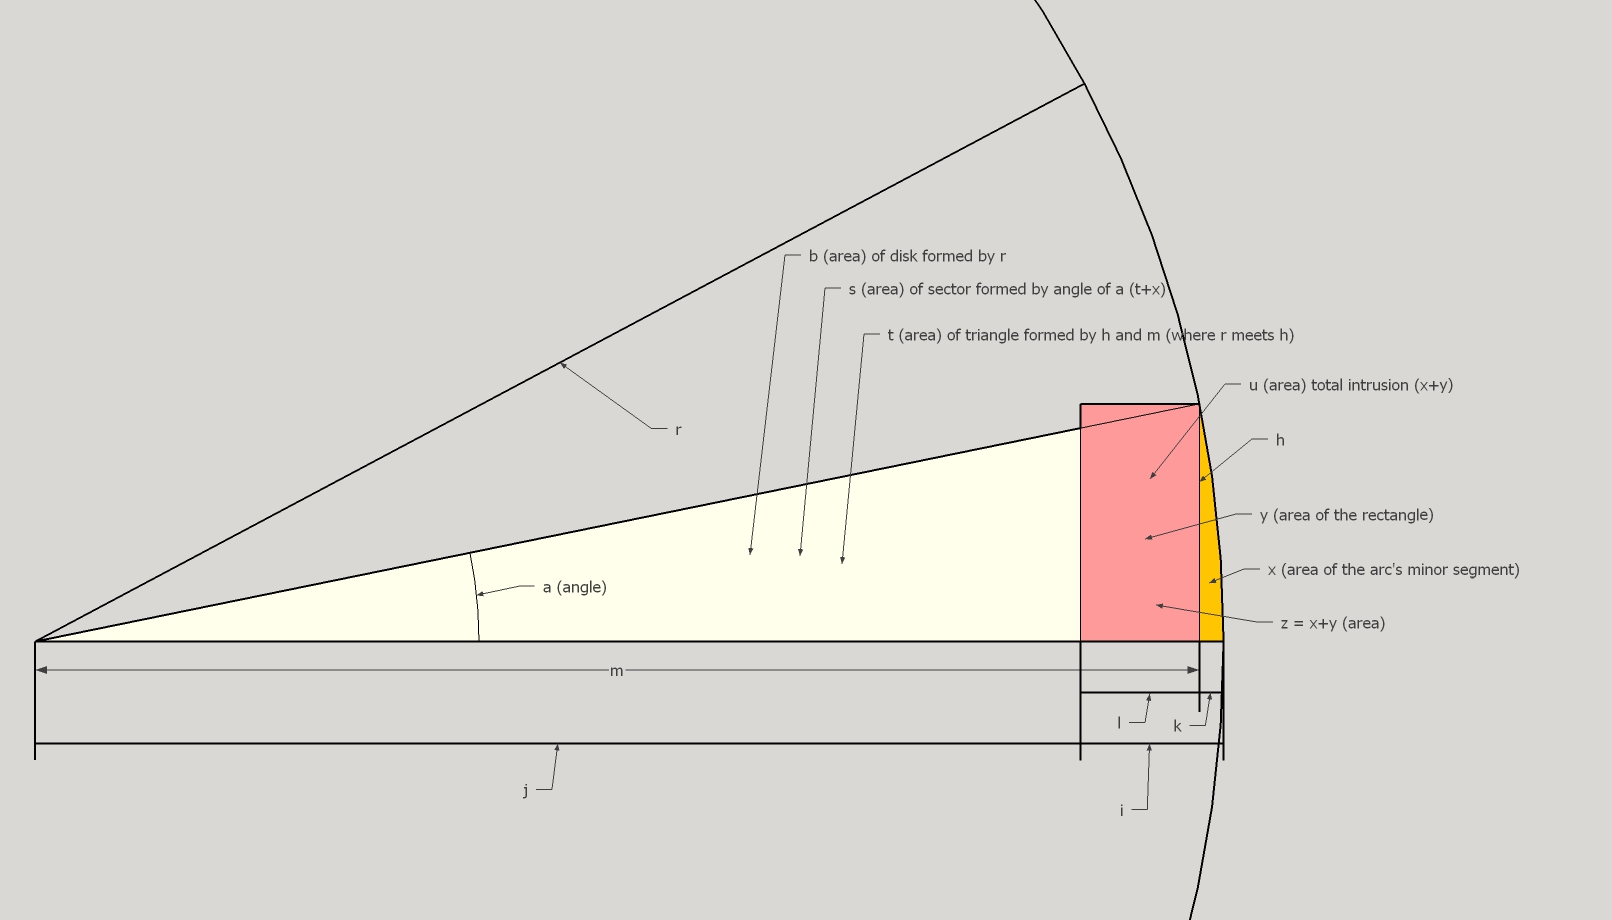 b (area) of disk formed by r
s (area) of sector formed by angle of a (t+x)
t (area) of triangle formed by h and m (where r meets h)
u (area) total intrusion (x+y)
r
h
y (area of the rectangle)
x (area of the arc's minor segment)
a (angle)
z = x+y (area)
m
l
k
j
i